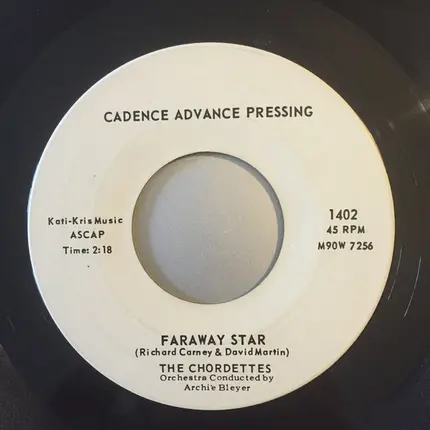 CADENCE ADVANCE PRESSING
Kati-Kris Music
ASCAP
Time: 2:18
1402
45 RPM
M90W 7256
FARAWAY STAR
(Richard Carney & David Martin)
THE CHORDETTES
Orchestra Conducted by
Archie Bleyer